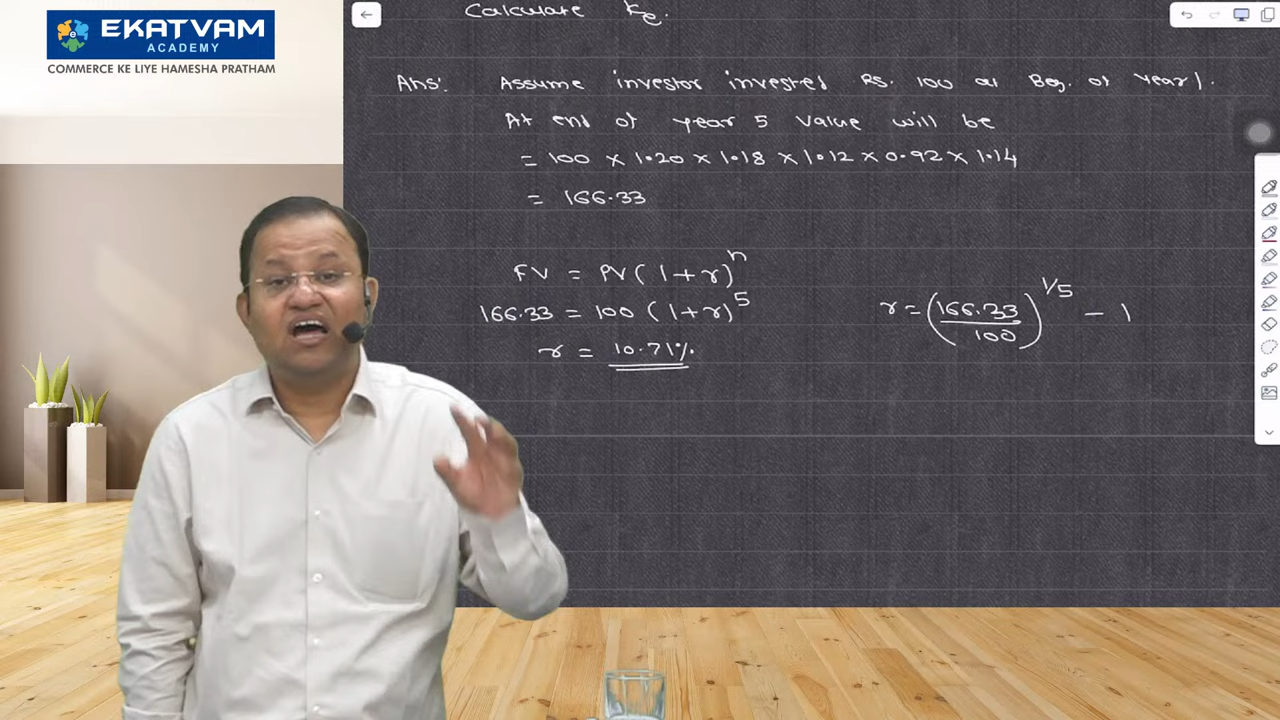 EKATVAM
ACADEMY
COMMERCE KE LIYE HAMESHA PRATHAM
Calculate Ke.
Ans: Assume investor invested Rs. 100 at Beg. of year 1.
At end of year 5 value will be
= 100 × 1.20 × 1.18 × 1.12 × 0.92 × 1.14
= 166.33
FV = PV(1+r)^n
166.33 = 100 (1+r)^5
r = 10.71%
r = (166.33/100)^1/5 - 1